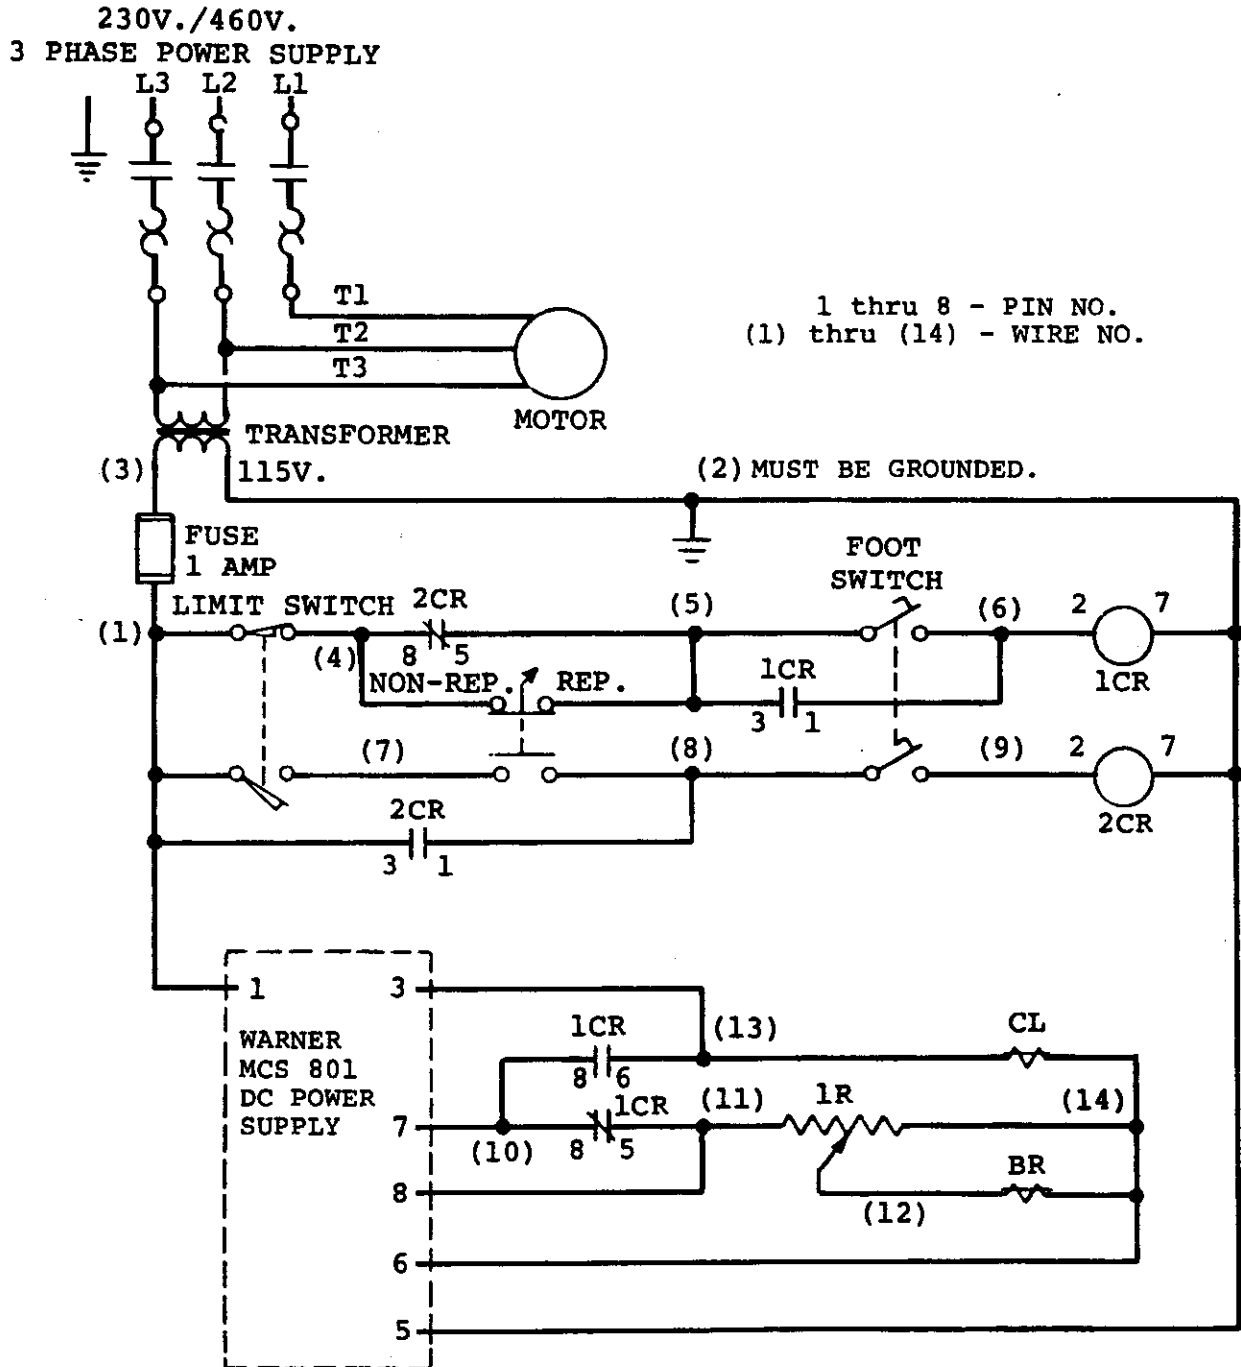 230V./460V.
3 PHASE POWER SUPPLY
L3 L2 L1
T1
T2
T3
MOTOR
1 thru 8 - PIN NO.
(1) thru (14) - WIRE NO.
TRANSFORMER
(3)
115V.
(2) MUST BE GROUNDED.
FUSE
1 AMP
FOOT
SWITCH
LIMIT SWITCH
2CR
(5)
(6)
2
7
(1)
(4)
8 5
1CR
NON-REP.
REP.
1CR
3 1
(7)
(8)
(9)
2
7
2CR
2CR
3 1
1
3
WARNER
MCS 801
DC POWER
SUPPLY
1CR
(13)
CL
8 6
1CR
(11)
1R
(14)
7
(10)
8 5
BR
8
(12)
6
5